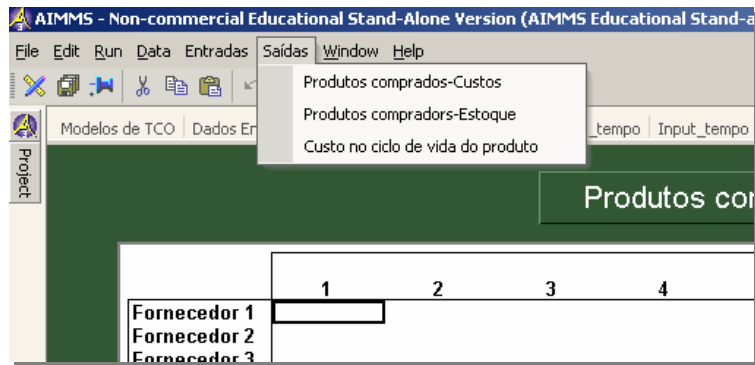 AIMMS - Non-commercial Educational Stand-Alone Version (AIMMS Educational Stand-a
File Edit Run Data Entradas Saídas Window Help
Produtos comprados-Custos
Produtos compradors-Estoque
Custo no ciclo de vida do produto
Modelos de TCO Dados En _tempo Input_tempo
Project
Produtos cor
1 2 3 4
Fornecedor 1
Fornecedor 2
Fornecedor 3